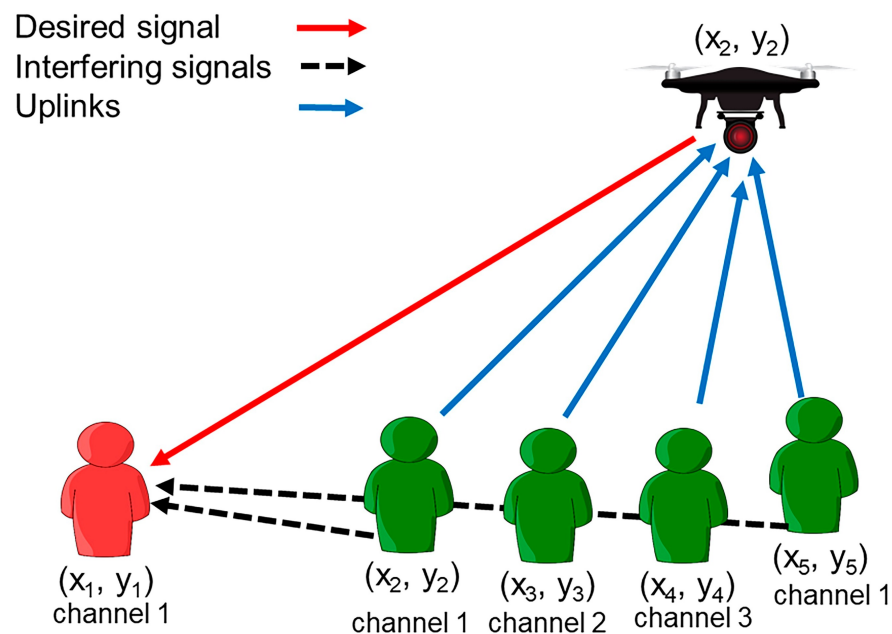 Desired signal
Interfering signals
Uplinks
(x₂, y₂)
(x₁, y₁)
channel 1
(x₂, y₂)
channel 1
(x₃, y₃)
channel 2
(x₄, y₄)
channel 3
(x₅, y₅)
channel 1